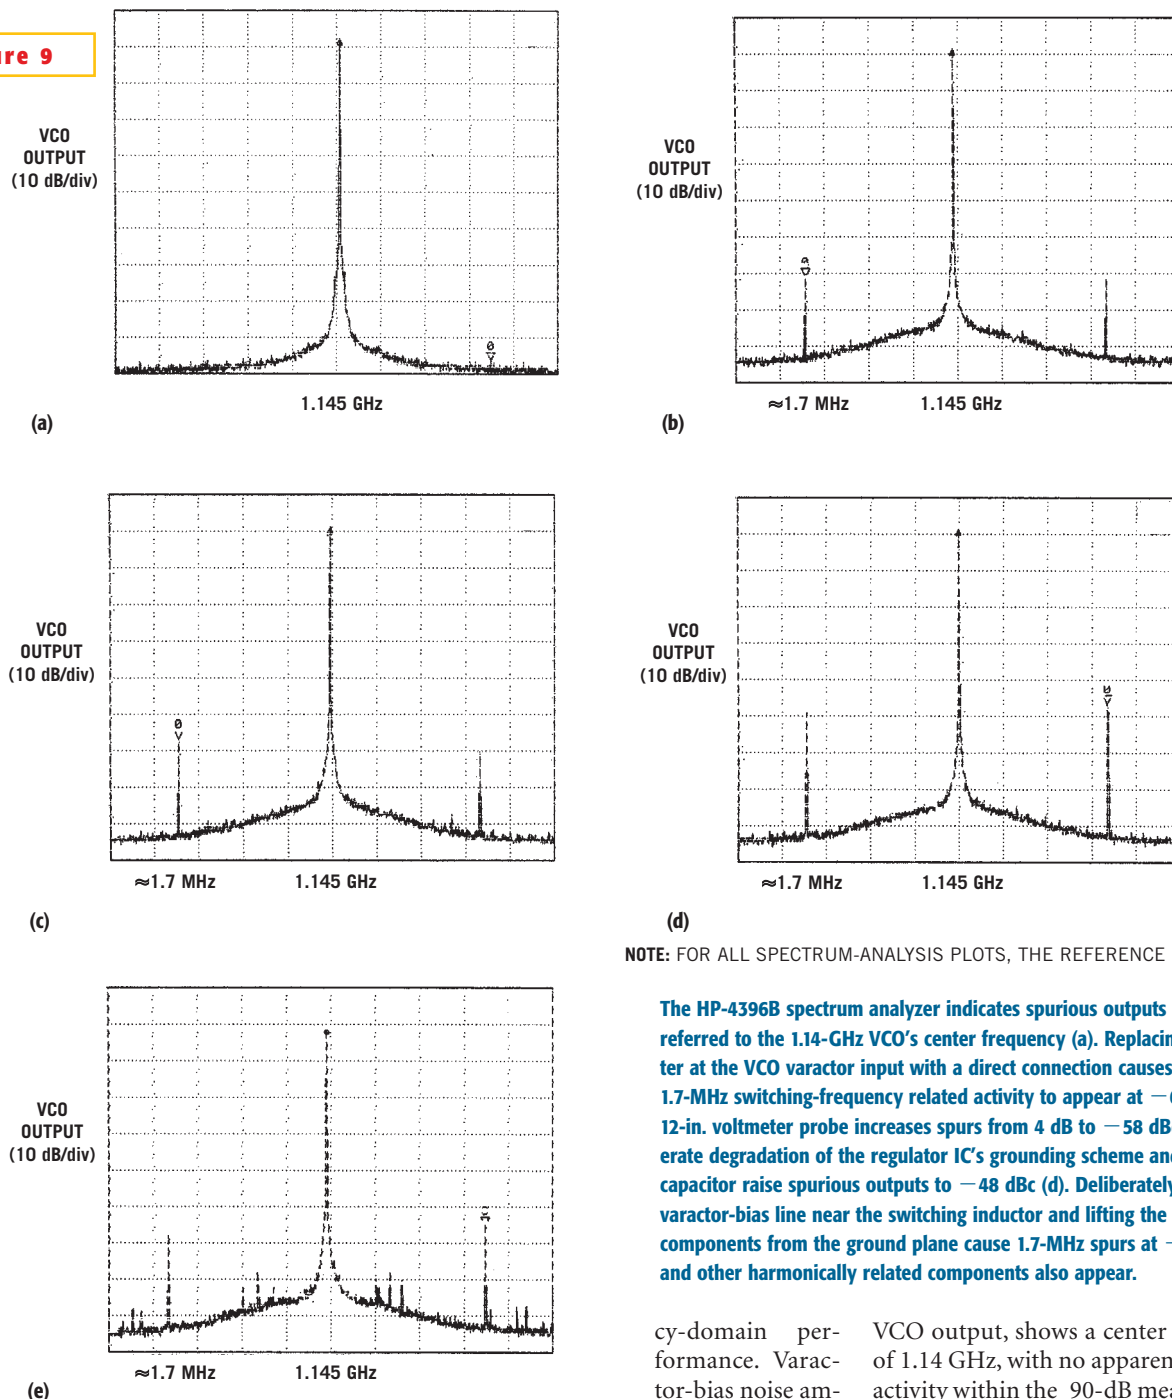 re 9
VCO
OUTPUT
(10 dB/div)
1.145 GHz
(a)
VCO
OUTPUT
(10 dB/div)
≈1.7 MHz 1.145 GHz
(b)
VCO
OUTPUT
(10 dB/div)
≈1.7 MHz 1.145 GHz
(c)
VCO
OUTPUT
(10 dB/div)
≈1.7 MHz 1.145 GHz
(d)
NOTE: FOR ALL SPECTRUM-ANALYSIS PLOTS, THE REFERENCE
VCO
OUTPUT
(10 dB/div)
≈1.7 MHz 1.145 GHz
(e)
The HP-4396B spectrum analyzer indicates spurious outputs
referred to the 1.14-GHz VCO's center frequency (a). Replacin
ter at the VCO varactor input with a direct connection causes
1.7-MHz switching-frequency related activity to appear at −
12-in. voltmeter probe increases spurs from 4 dB to −58 dB
erate degradation of the regulator IC's grounding scheme and
capacitor raise spurious outputs to −48 dBc (d). Deliberately
varactor-bias line near the switching inductor and lifting the
components from the ground plane cause 1.7-MHz spurs at −
and other harmonically related components also appear.
cy-domain per-
formance. Varac-
tor-bias noise am-
VCO output, shows a center
of 1.14 GHz, with no apparen
activity within the 90-dB mea